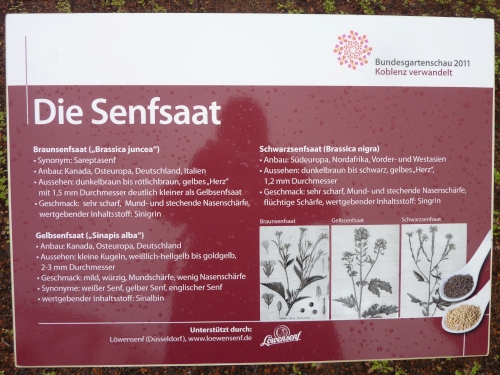 Bundesgartenschau 2011
Koblenz verwandelt
Die Senfsaat
Braunsenfsaat („Brassica juncea“)
• Synonym: Sareptasenf
• Anbau: Kanada, Osteuropa, Deutschland, Italien
• Aussehen: dunkelbraun bis rötlichbraun, gelbes „Herz“
mit 1,5 mm Durchmesser deutlich kleiner als Gelbsenfsaat
• Geschmack: sehr scharf, Mund- und stechende Nasenschärfe,
wertgebender Inhaltsstoff: Sinigrin
Gelbsenfsaat („Sinapis alba“)
• Anbau: Kanada, Osteuropa, Deutschland
• Aussehen: kleine Kugeln, weißlich-hellgelb bis goldgelb,
2-3 mm Durchmesser
• Geschmack: mild, würzig, Mundschärfe, wenig Nasenschärfe
• Synonyme: weißer Senf, gelber Senf, englischer Senf
• wertgebender Inhaltsstoff: Sinalbin
Schwarzsenfsaat (Brassica nigra)
• Anbau: Südeuropa, Nordafrika, Vorder- und Westasien
• Aussehen: dunkelbraun bis schwarz, gelbes „Herz“,
1,2 mm Durchmesser
• Geschmack: sehr scharf, Mund- und stechende Nasenschärfe,
flüchtige Schärfe, wertgebender Inhaltsstoff: Singrin
Braunsenfsaat
Gelbsenfsaat
Schwarzsenfsaat
Unterstützt durch:
Löwensenf (Düsseldorf), www.loewensenf.de
Löwensenf